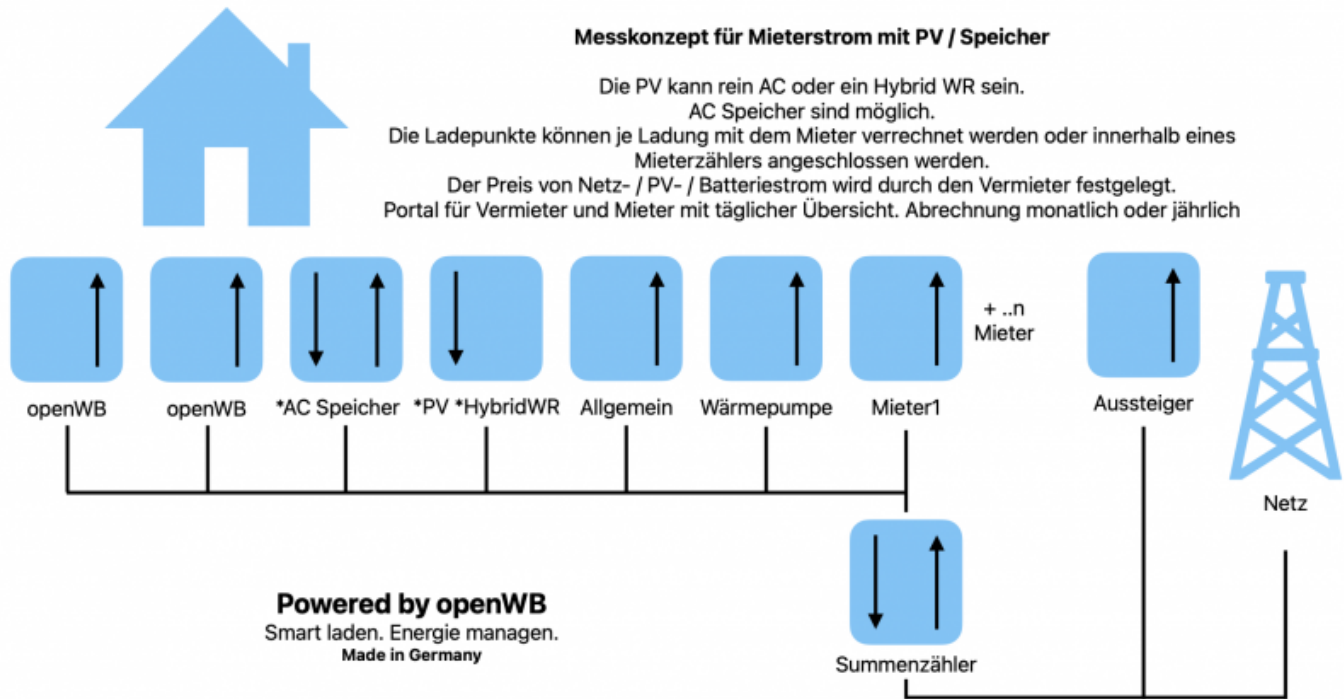 Messkonzept für Mieterstrom mit PV / Speicher
Die PV kann rein AC oder ein Hybrid WR sein.
AC Speicher sind möglich.
Die Ladepunkte können je Ladung mit dem Mieter verrechnet werden oder innerhalb eines
Mieterzählers angeschlossen werden.
Der Preis von Netz- / PV- / Batteriestrom wird durch den Vermieter festgelegt.
Portal für Vermieter und Mieter mit täglicher Übersicht. Abrechnung monatlich oder jährlich
+ ..n
Mieter
openWB
openWB
*AC Speicher
*PV *HybridWR
Allgemein
Wärmepumpe
Mieter1
Aussteiger
Netz
Powered by openWB
Smart laden. Energie managen.
Made in Germany
Summenzähler